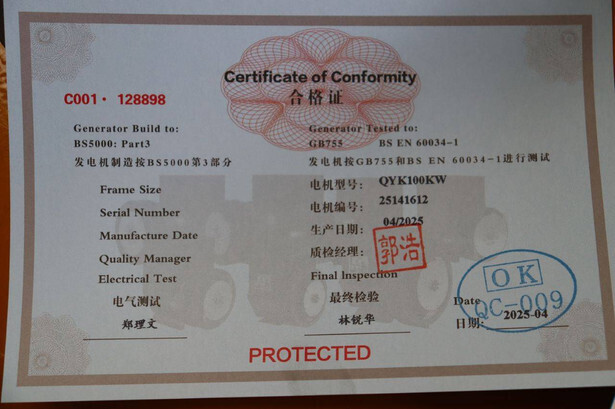 Certificate of Conformity
合格证
C001· 128898
Generator Build to:
BS5000: Part3
发电机制造按BS5000第3部分
Generator Tested to:
GB755 BS EN 60034-1
发电机按GB755和BS EN 60034-1进行测试
Frame Size 电机型号: QYK100KW
Serial Number 电机编号: 25141612
Manufacture Date 生产日期: 04/2025
Quality Manager 质检经理: 郭浩
Electrical Test Final Inspection
电气测试 最终检验 Date
郑理文 林锐华 日期: 2025-04
OK
QC-009
PROTECTED